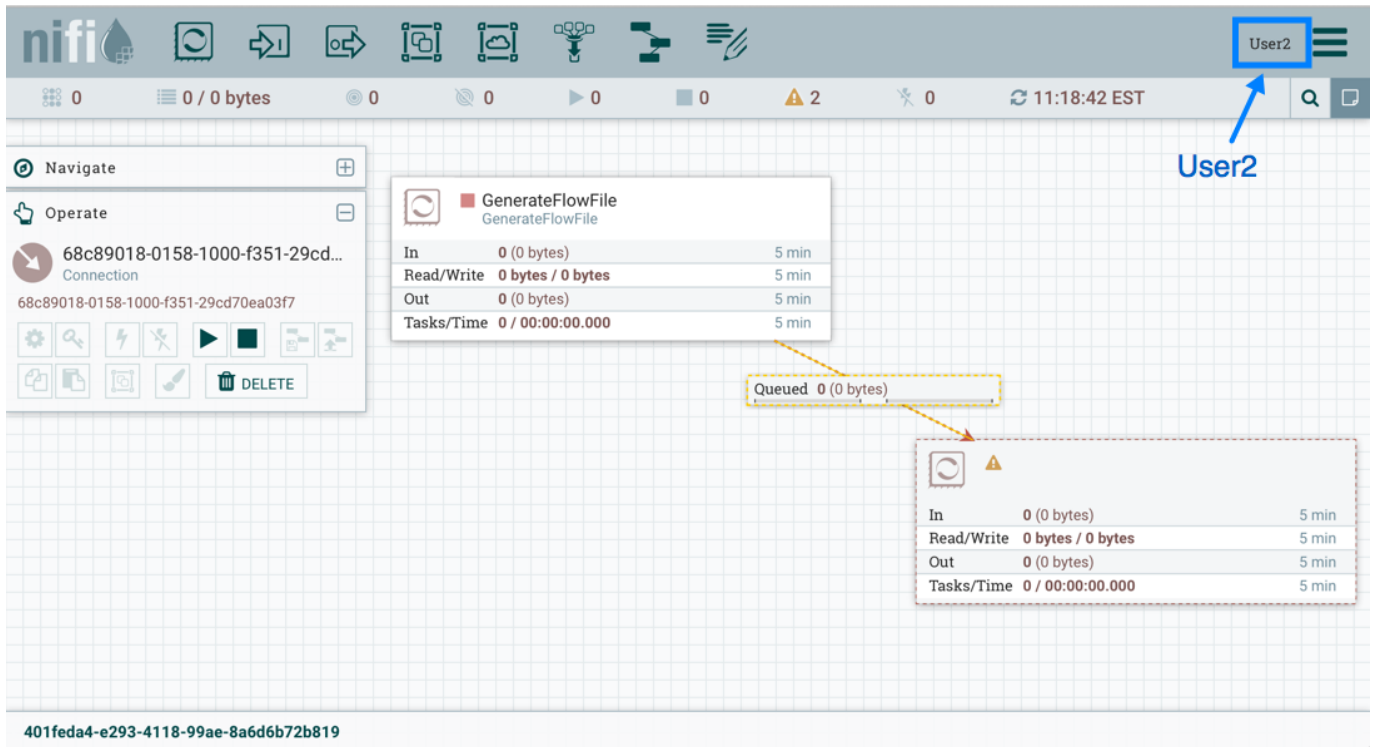 nifi
User2
0 0 / 0 bytes 0 0 0 0 2 0 11:18:42 EST
User2
Navigate
Operate
68c89018-0158-1000-f351-29cd...
Connection
68c89018-0158-1000-f351-29cd70ea03f7
DELETE
GenerateFlowFile
GenerateFlowFile
In 0 (0 bytes) 5 min
Read/Write 0 bytes / 0 bytes 5 min
Out 0 (0 bytes) 5 min
Tasks/Time 0 / 00:00:00.000 5 min
Queued 0 (0 bytes)
In 0 (0 bytes) 5 min
Read/Write 0 bytes / 0 bytes 5 min
Out 0 (0 bytes) 5 min
Tasks/Time 0 / 00:00:00.000 5 min
401feda4-e293-4118-99ae-8a6d6b72b819